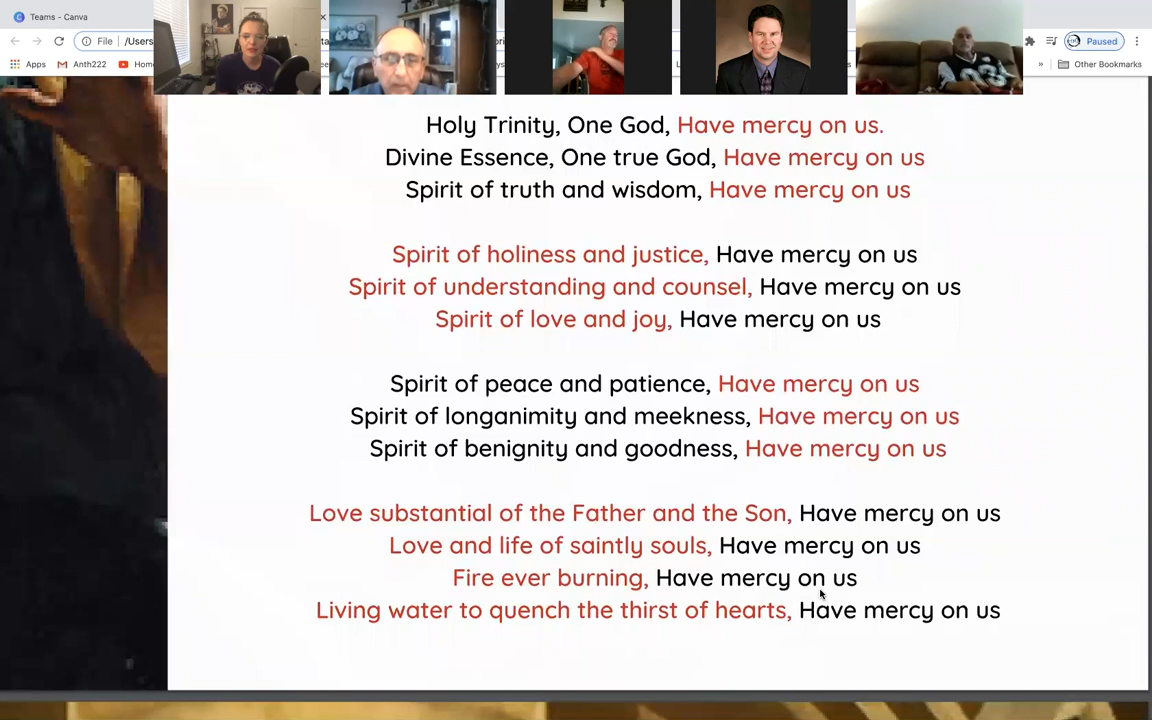 Teams - Canva
File
/Users
Paused
Apps
Anth222
Home
Other Bookmarks
Holy Trinity, One God, Have mercy on us.
Divine Essence, One true God, Have mercy on us
Spirit of truth and wisdom, Have mercy on us
Spirit of holiness and justice, Have mercy on us
Spirit of understanding and counsel, Have mercy on us
Spirit of love and joy, Have mercy on us
Spirit of peace and patience, Have mercy on us
Spirit of longanimity and meekness, Have mercy on us
Spirit of benignity and goodness, Have mercy on us
Love substantial of the Father and the Son, Have mercy on us
Love and life of saintly souls, Have mercy on us
Fire ever burning, Have mercy on us
Living water to quench the thirst of hearts, Have mercy on us